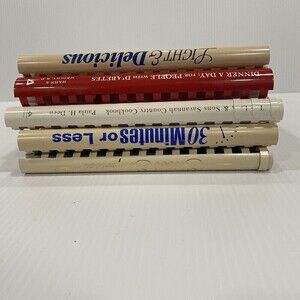 Light & Delicious
DINNER A DAY FOR PEOPLE WITH DIABETES
& Sons Savannah Country Cookbook Paula H. Deen
30 Minutes or Less